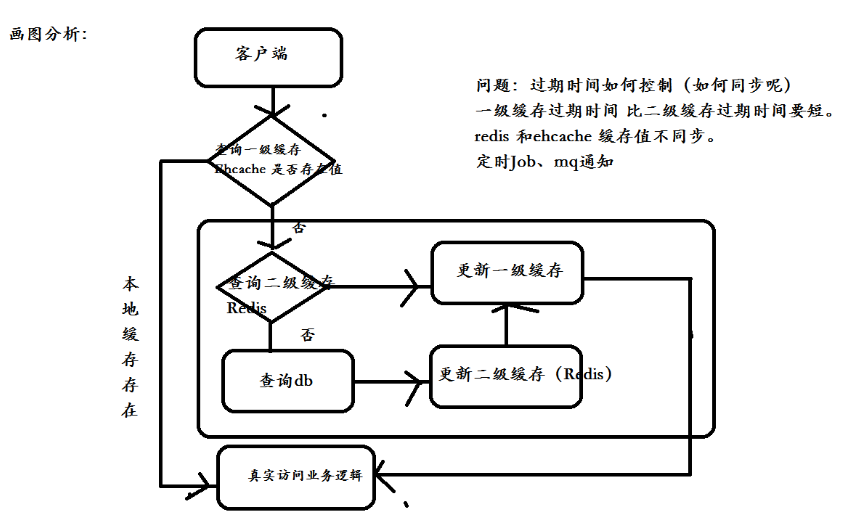 画图分析：
客户端
问题：过期时间如何控制（如何同步呢）
一级缓存过期时间 比二级缓存过期时间要短。
redis 和ehcache 缓存值不同步。
定时Job、mq通知
查询一级缓存
Ehcache 是否存在值
否
查询二级缓存
Redis
更新一级缓存
本地缓存存在
否
查询db
更新二级缓存（Redis）
真实访问业务逻辑